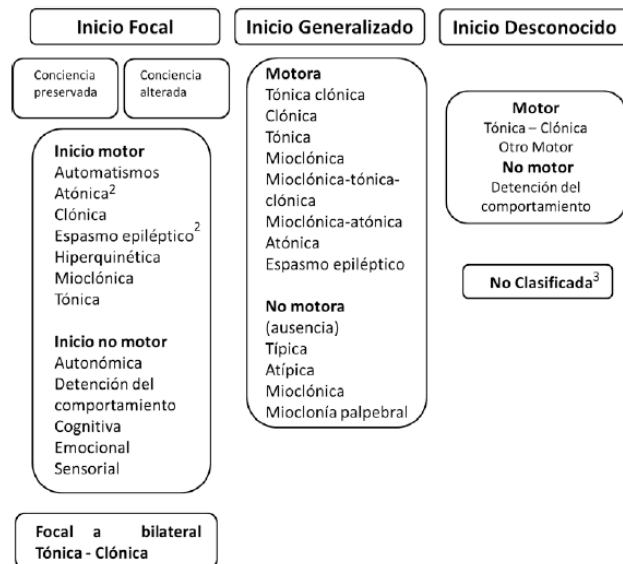 Inicio Focal
Conciencia
preservada
Conciencia
alterada
Inicio motor
Automatismos
Atónica²
Clónica
Espasmo epiléptico²
Hiperquinética
Mioclónica
Tónica
Inicio no motor
Autonómica
Detención del
comportamiento
Cognitiva
Emocional
Sensorial
Focal a bilateral
Tónica - Clónica
Inicio Generalizado
Motora
Tónica clónica
Clónica
Tónica
Mioclónica
Mioclónica-tónica-
clónica
Mioclónica-atónica
Atónica
Espasmo epiléptico
No motora
(ausencia)
Típica
Atípica
Mioclónica
Mioclonía palpebral
Inicio Desconocido
Motor
Tónica – Clónica
Otro Motor
No motor
Detención del
comportamiento
No Clasificada³